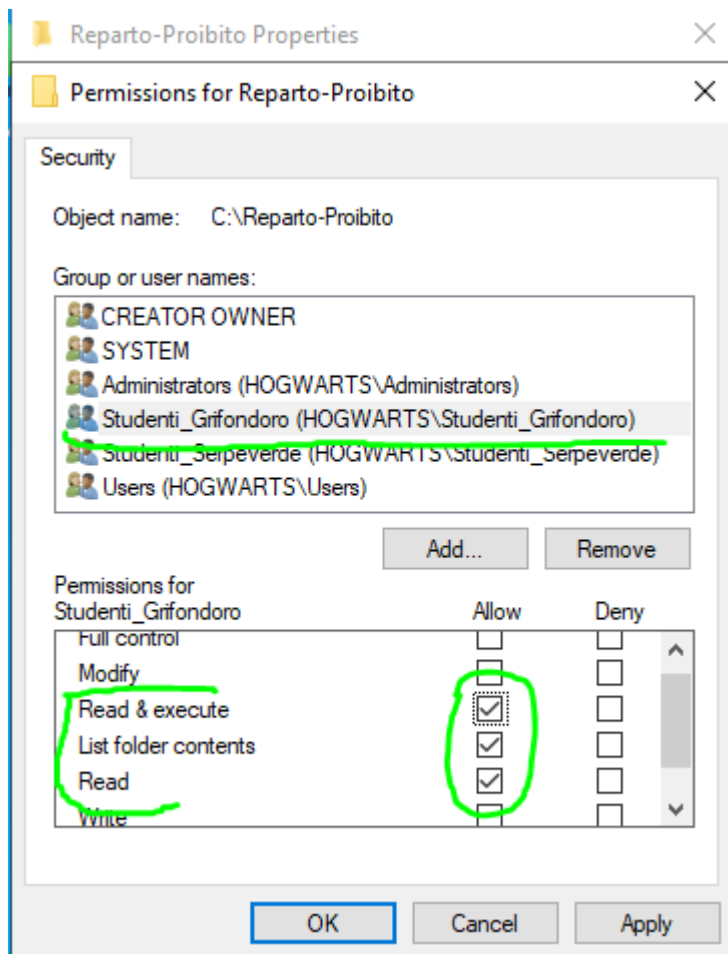 Reparto-Proibito Properties
Permissions for Reparto-Proibito
Security
Object name: C:\Reparto-Proibito
Group or user names:
CREATOR OWNER
SYSTEM
Administrators (HOGWARTS\Administrators)
Studenti_Grifondoro (HOGWARTS\Studenti_Grifondoro)
Studenti_Serpeverde (HOGWARTS\Studenti_Serpeverde)
Users (HOGWARTS\Users)
Add... Remove
Permissions for
Studenti_Grifondoro Allow Deny
Full control
Modify
Read & execute
List folder contents
Read
Write
OK Cancel Apply